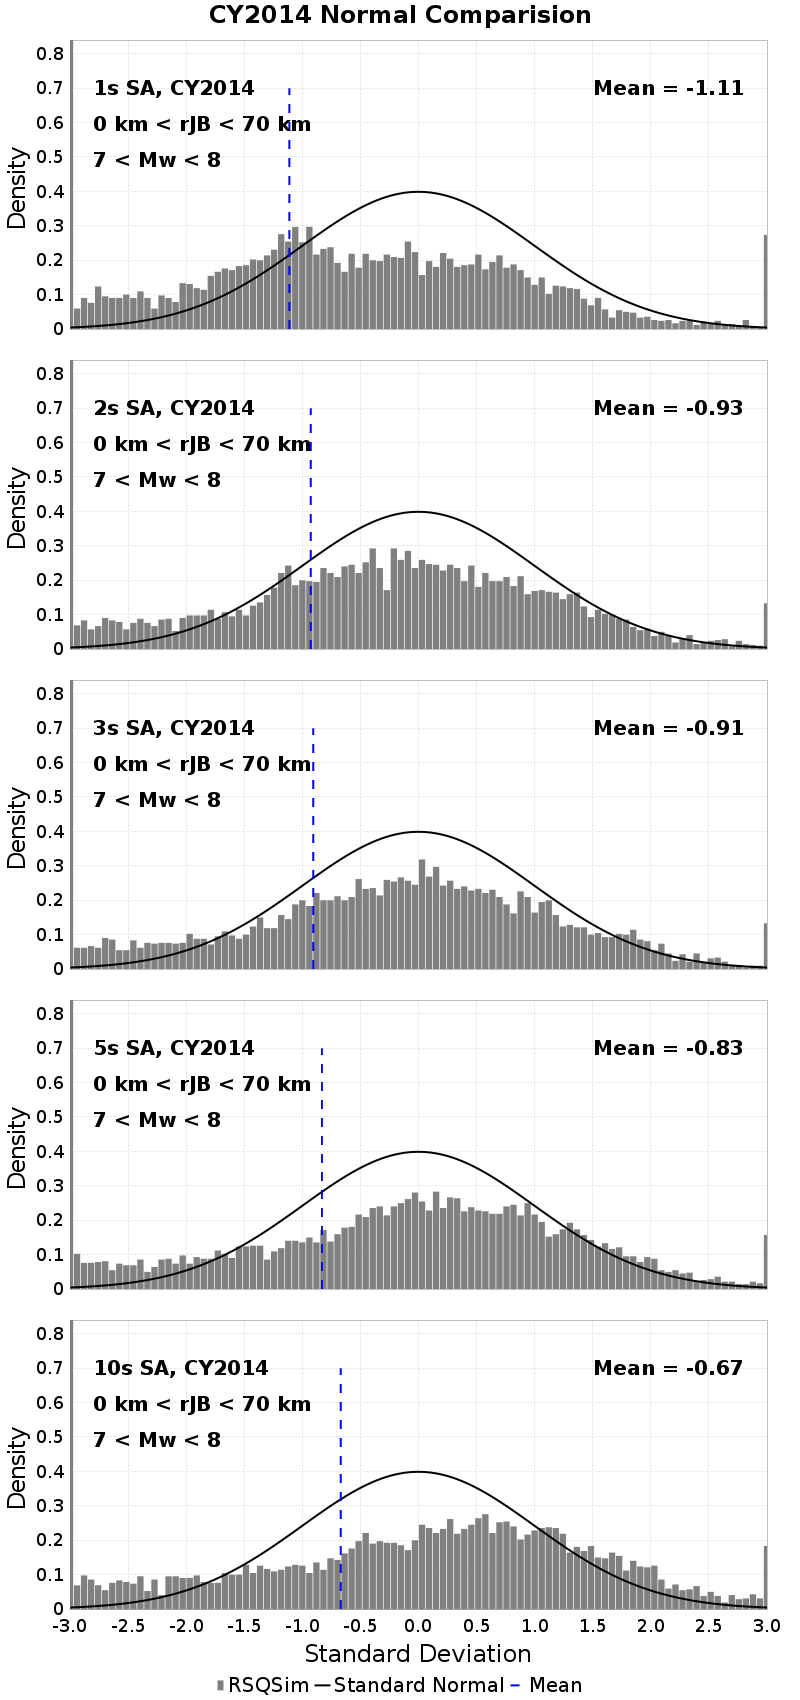 CY2014 Normal Comparision
0.8
0.7
0.6
0.5
0.4
0.3
0.2
0.1
0
Density
1s SA, CY2014
0 km < rJB < 70 km
7 < Mw < 8
Mean = -1.11
0.8
0.7
0.6
0.5
0.4
0.3
0.2
0.1
0
Density
2s SA, CY2014
0 km < rJB < 70 km
7 < Mw < 8
Mean = -0.93
0.8
0.7
0.6
0.5
0.4
0.3
0.2
0.1
0
Density
3s SA, CY2014
0 km < rJB < 70 km
7 < Mw < 8
Mean = -0.91
0.8
0.7
0.6
0.5
0.4
0.3
0.2
0.1
0
Density
5s SA, CY2014
0 km < rJB < 70 km
7 < Mw < 8
Mean = -0.83
0.8
0.7
0.6
0.5
0.4
0.3
0.2
0.1
0
Density
10s SA, CY2014
0 km < rJB < 70 km
7 < Mw < 8
Mean = -0.67
-3.0 -2.5 -2.0 -1.5 -1.0 -0.5 0.0 0.5 1.0 1.5 2.0 2.5 3.0
Standard Deviation
RSQSim Standard Normal Mean